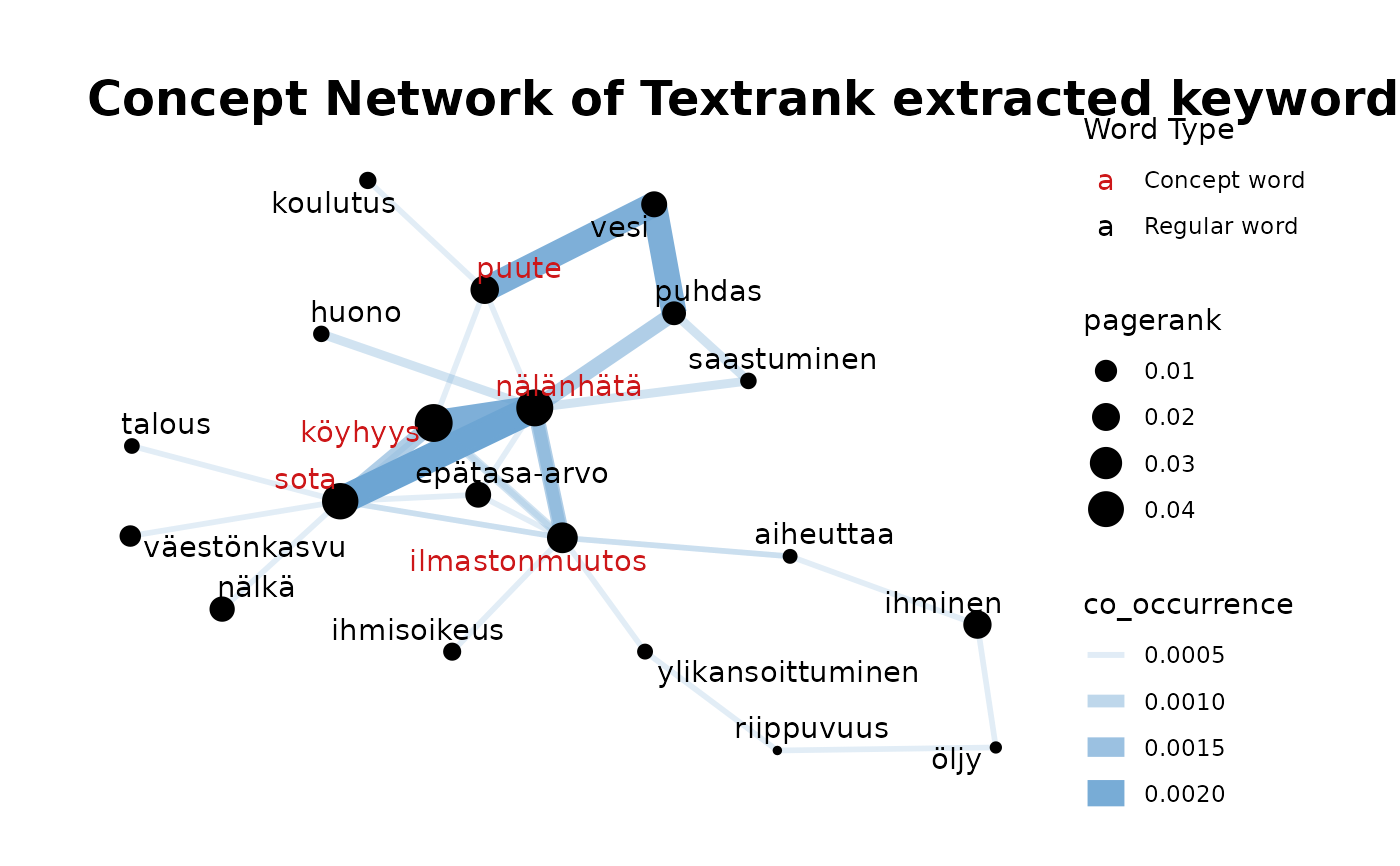 Concept Network of Textrank extracted keyword
koulutus
vesi
puute
puhdas
huono
saastuminen
nälänhätä
talous
köyhyys
sota
epätasa-arvo
väestönkasvu
aiheuttaa
ilmastonmuutos
nälkä
ihminen
ihmisoikeus
ylikansoittuminen
riippuvuus
öljy
Word Type
a Concept word
a Regular word
pagerank
0.01
0.02
0.03
0.04
co_occurrence
0.0005
0.0010
0.0015
0.0020